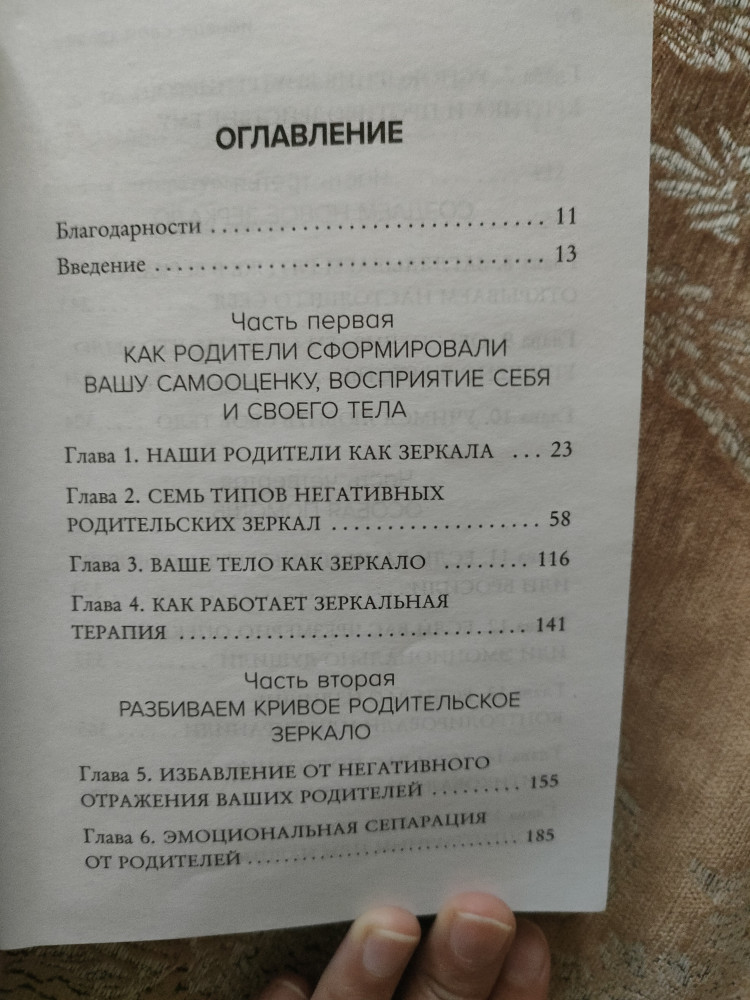 ОГЛАВЛЕНИЕ
Благодарности .............................. 11
Введение .................................. 13
Часть первая
КАК РОДИТЕЛИ СФОРМИРОВАЛИ
ВАШУ САМООЦЕНКУ, ВОСПРИЯТИЕ СЕБЯ
И СВОЕГО ТЕЛА
Глава 1. НАШИ РОДИТЕЛИ КАК ЗЕРКАЛА ... 23
Глава 2. СЕМЬ ТИПОВ НЕГАТИВНЫХ
РОДИТЕЛЬСКИХ ЗЕРКАЛ ................... 58
Глава 3. ВАШЕ ТЕЛО КАК ЗЕРКАЛО ........ 116
Глава 4. КАК РАБОТАЕТ ЗЕРКАЛЬНАЯ
ТЕРАПИЯ ................................. 141
Часть вторая
РАЗБИВАЕМ КРИВОЕ РОДИТЕЛЬСКОЕ
ЗЕРКАЛО
Глава 5. ИЗБАВЛЕНИЕ ОТ НЕГАТИВНОГО
ОТРАЖЕНИЯ ВАШИХ РОДИТЕЛЕЙ ......... 155
Глава 6. ЭМОЦИОНАЛЬНАЯ СЕПАРАЦИЯ
ОТ РОДИТЕЛЕЙ ........................... 185